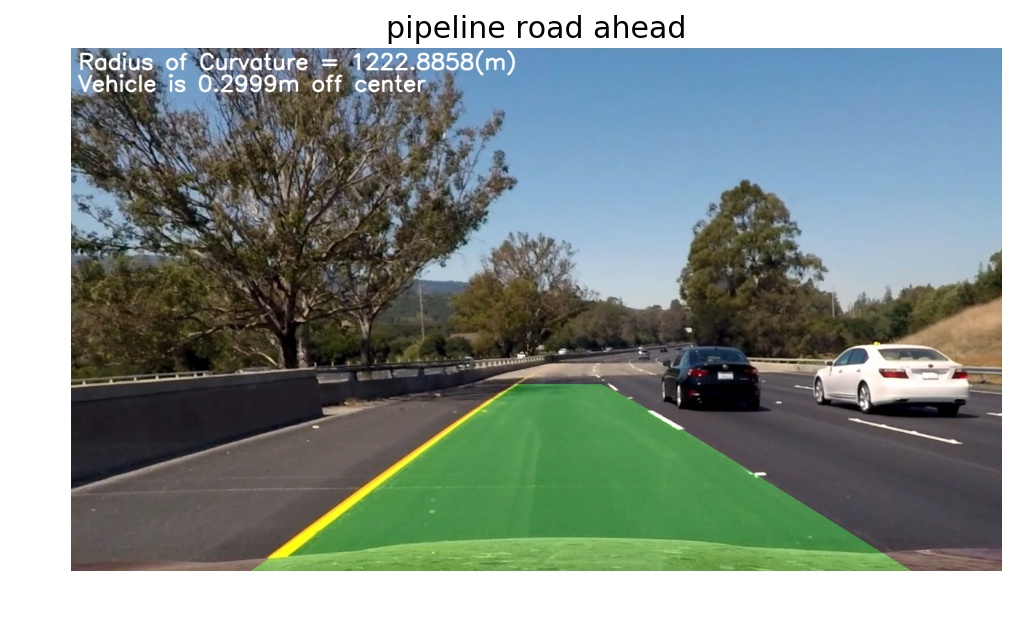 pipeline road ahead
Radius of Curvature = 1222.8858(m)
Vehicle is 0.2999m off center